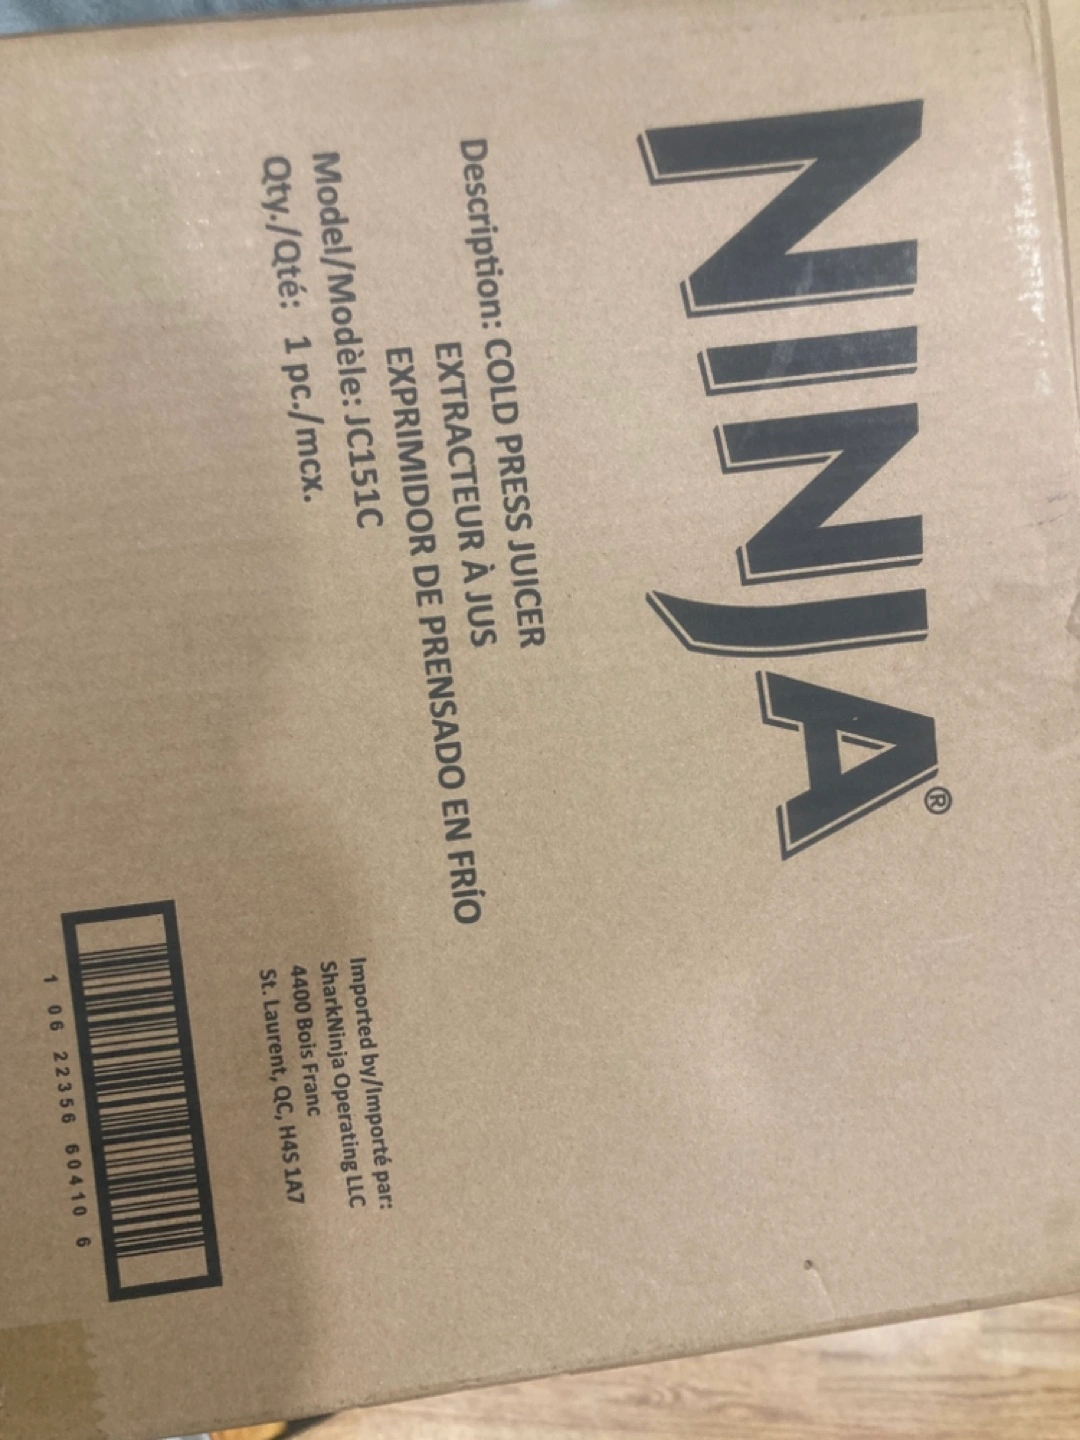 NINJA®
Description: COLD PRESS JUICER
EXTRACTEUR À JUS
EXPRIMIDOR DE PRENSADO EN FRÍO
Model/Modèle: JC151C
Qty./Qté: 1 pc./mcx.
Imported by/Importé par:
SharkNinja Operating LLC
4400 Bois Franc
St. Laurent, QC, H4S 1A7
1 06 22356 60410 6